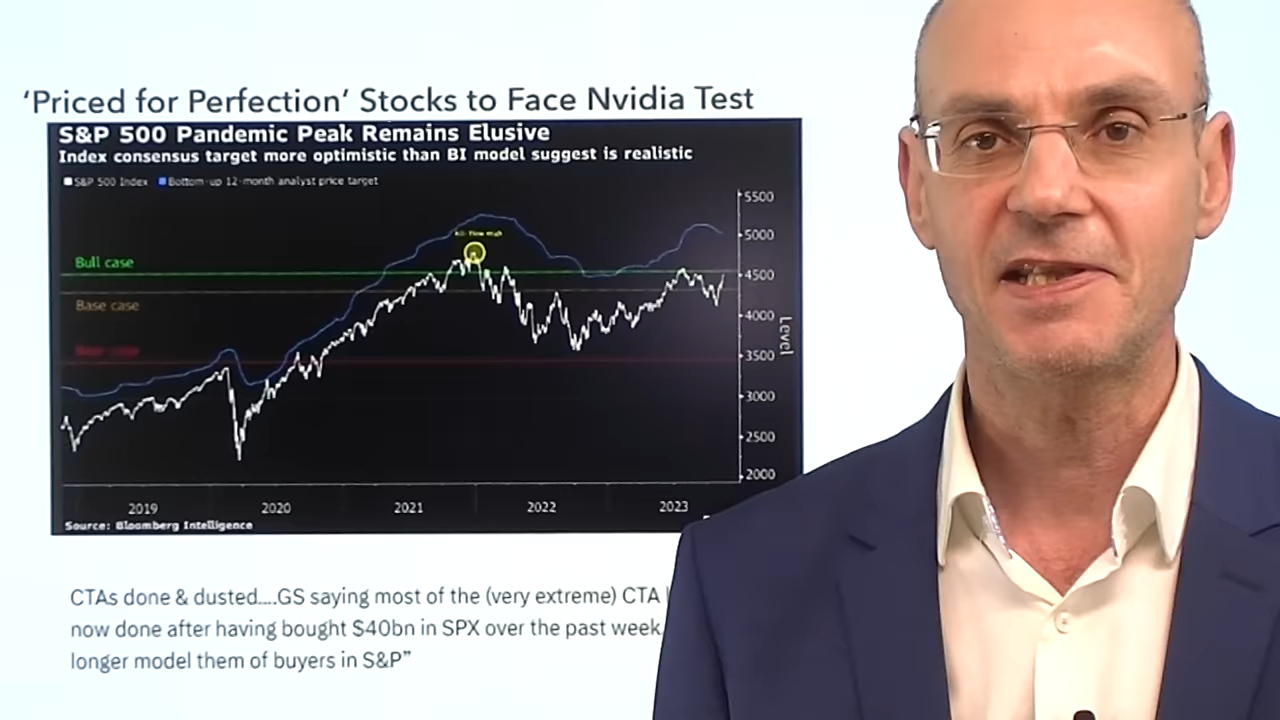 ‘Priced for Perfection’ Stocks to Face Nvidia Test
S&P 500 Pandemic Peak Remains Elusive
Index consensus target more optimistic than BI model suggest is realistic
S&P 500 Index Bottom-up 12-month analyst price target
5500
All-Time High
5000
Bull case
4500
Base case
4000
Level
3500
3000
2500
2000
2019 2020 2021 2022 2023
Source: Bloomberg Intelligence
CTAs done & dusted....GS saying most of the (very extreme) CTA
now done after having bought $40bn in SPX over the past week
longer model them of buyers in S&P”